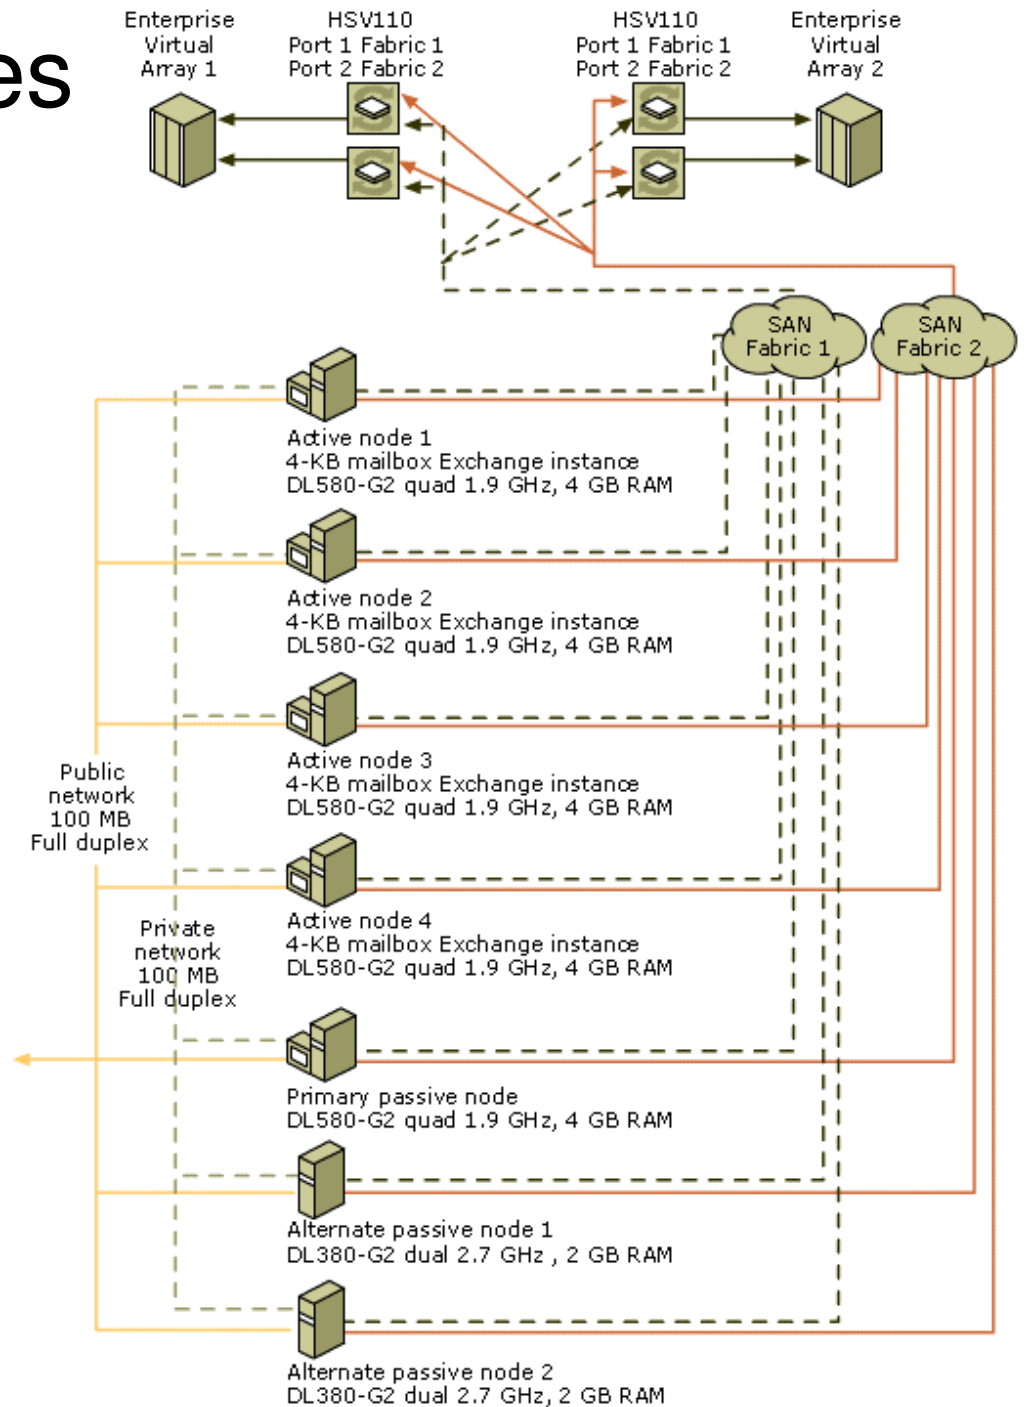 es
Enterprise
Virtual
Array 1
HSV110
Port 1 Fabric 1
Port 2 Fabric 2
HSV110
Port 1 Fabric 1
Port 2 Fabric 2
Enterprise
Virtual
Array 2
SAN
Fabric 1
SAN
Fabric 2
Active node 1
4-KB mailbox Exchange instance
DL580-G2 quad 1.9 GHz, 4 GB RAM
Active node 2
4-KB mailbox Exchange instance
DL580-G2 quad 1.9 GHz, 4 GB RAM
Active node 3
4-KB mailbox Exchange instance
DL580-G2 quad 1.9 GHz, 4 GB RAM
Public
network
100 MB
Full duplex
Active node 4
4-KB mailbox Exchange instance
DL580-G2 quad 1.9 GHz, 4 GB RAM
Private
network
100 MB
Full duplex
Primary passive node
DL580-G2 quad 1.9 GHz, 4 GB RAM
Alternate passive node 1
DL380-G2 dual 2.7 GHz , 2 GB RAM
Alternate passive node 2
DL380-G2 dual 2.7 GHz, 2 GB RAM